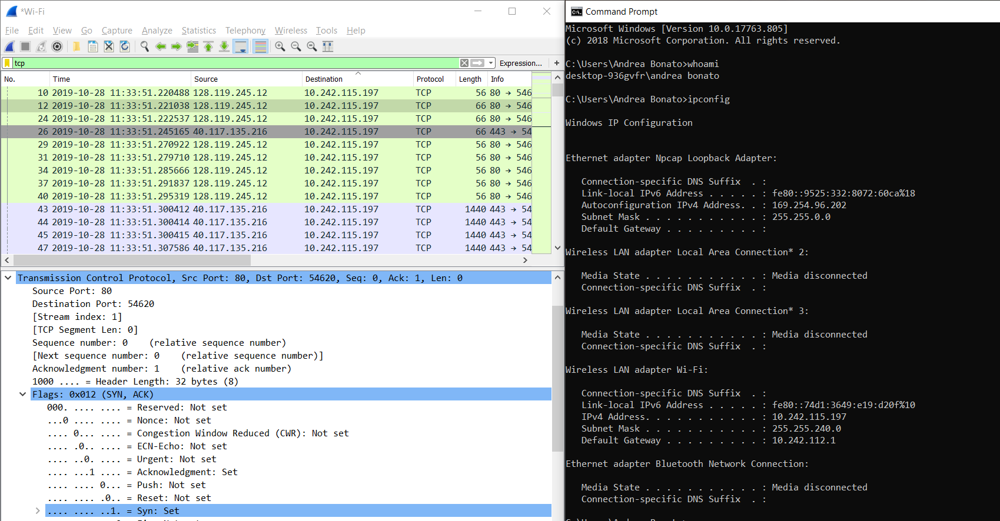 *Wi-Fi
File Edit View Go Capture Analyze Statistics Telephony Wireless Tools Help
tcp
Expression... +
No. Time Source Destination Protocol Length Info
10 2019-10-28 11:33:51.220488 128.119.245.12 10.242.115.197 TCP 56 80 → 546
12 2019-10-28 11:33:51.221038 128.119.245.12 10.242.115.197 TCP 66 80 → 546
24 2019-10-28 11:33:51.222537 128.119.245.12 10.242.115.197 TCP 66 80 → 546
26 2019-10-28 11:33:51.245165 40.117.135.216 10.242.115.197 TCP 66 443 → 54
29 2019-10-28 11:33:51.270922 128.119.245.12 10.242.115.197 TCP 56 80 → 546
31 2019-10-28 11:33:51.279710 128.119.245.12 10.242.115.197 TCP 56 80 → 546
34 2019-10-28 11:33:51.285666 128.119.245.12 10.242.115.197 TCP 56 80 → 546
37 2019-10-28 11:33:51.291837 128.119.245.12 10.242.115.197 TCP 56 80 → 546
40 2019-10-28 11:33:51.295319 128.119.245.12 10.242.115.197 TCP 56 80 → 546
43 2019-10-28 11:33:51.300412 40.117.135.216 10.242.115.197 TCP 1440 443 → 54
44 2019-10-28 11:33:51.300414 40.117.135.216 10.242.115.197 TCP 1440 443 → 54
45 2019-10-28 11:33:51.300415 40.117.135.216 10.242.115.197 TCP 1440 443 → 54
47 2019-10-28 11:33:51.307586 40.117.135.216 10.242.115.197 TCP 1440 443 → 54
Transmission Control Protocol, Src Port: 80, Dst Port: 54620, Seq: 0, Ack: 1, Len: 0
Source Port: 80
Destination Port: 54620
[Stream index: 1]
[TCP Segment Len: 0]
Sequence number: 0    (relative sequence number)
[Next sequence number: 0    (relative sequence number)]
Acknowledgment number: 1    (relative ack number)
1000 .... = Header Length: 32 bytes (8)
Flags: 0x012 (SYN, ACK)
000. .... .... = Reserved: Not set
...0 .... .... = Nonce: Not set
.... 0... .... = Congestion Window Reduced (CWR): Not set
.... .0.. .... = ECN-Echo: Not set
.... ..0. .... = Urgent: Not set
.... ...1 .... = Acknowledgment: Set
.... .... 0... = Push: Not set
.... .... .0.. = Reset: Not set
.... .... ..1. = Syn: Set
Command Prompt
Microsoft Windows [Version 10.0.17763.805]
(c) 2018 Microsoft Corporation. All rights reserved.
C:\Users\Andrea Bonato>whoami
desktop-936gvfr\andrea bonato
C:\Users\Andrea Bonato>ipconfig
Windows IP Configuration
Ethernet adapter Npcap Loopback Adapter:
Connection-specific DNS Suffix  . :
Link-local IPv6 Address . . . . . : fe80::9525:332:8072:60ca%18
Autoconfiguration IPv4 Address. . : 169.254.96.202
Subnet Mask . . . . . . . . . . . : 255.255.0.0
Default Gateway . . . . . . . . . :
Wireless LAN adapter Local Area Connection* 2:
Media State . . . . . . . . . . . : Media disconnected
Connection-specific DNS Suffix  . :
Wireless LAN adapter Local Area Connection* 3:
Media State . . . . . . . . . . . : Media disconnected
Connection-specific DNS Suffix  . :
Wireless LAN adapter Wi-Fi:
Connection-specific DNS Suffix  . :
Link-local IPv6 Address . . . . . : fe80::74d1:3649:e19:d20f%10
IPv4 Address. . . . . . . . . . . : 10.242.115.197
Subnet Mask . . . . . . . . . . . : 255.255.240.0
Default Gateway . . . . . . . . . : 10.242.112.1
Ethernet adapter Bluetooth Network Connection:
Media State . . . . . . . . . . . : Media disconnected
Connection-specific DNS Suffix  . :